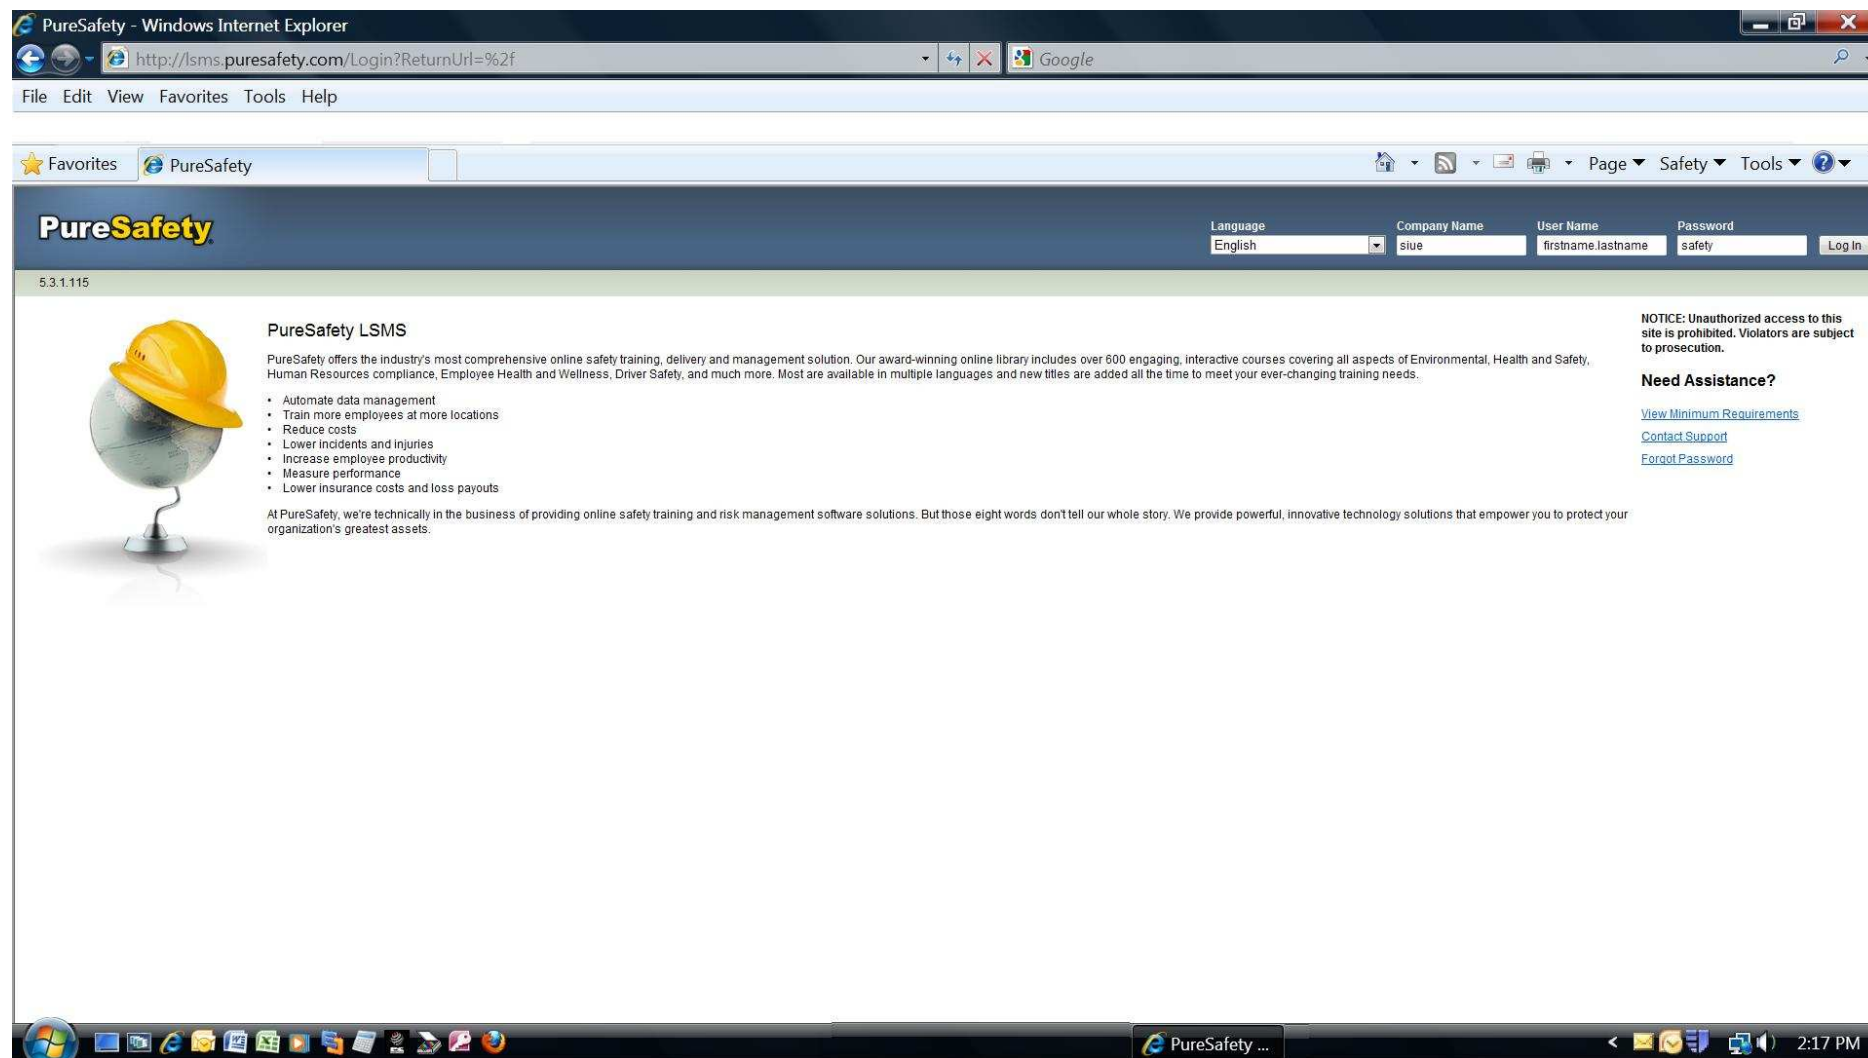 PureSafety - Windows Internet Explorer
http://lsms.puresafety.com/Login?ReturnUrl=%2f
Google
File Edit View Favorites Tools Help
Favorites PureSafety Page Safety Tools
PureSafety
Language Company Name User Name Password
English siue firstname.lastname safety Log In
5.3.1.115
PureSafety LSMS
PureSafety offers the industry's most comprehensive online safety training, delivery and management solution. Our award-winning online library includes over 600 engaging, interactive courses covering all aspects of Environmental, Health and Safety,
Human Resources compliance, Employee Health and Wellness, Driver Safety, and much more. Most are available in multiple languages and new titles are added all the time to meet your ever-changing training needs.
• Automate data management
• Train more employees at more locations
• Reduce costs
• Lower incidents and injuries
• Increase employee productivity
• Measure performance
• Lower insurance costs and loss payouts
At PureSafety, we're technically in the business of providing online safety training and risk management software solutions. But those eight words don't tell our whole story. We provide powerful, innovative technology solutions that empower you to protect your
organization's greatest assets.
NOTICE: Unauthorized access to this
site is prohibited. Violators are subject
to prosecution.
Need Assistance?
View Minimum Requirements
Contact Support
Forgot Password
PureSafety ...
2:17 PM